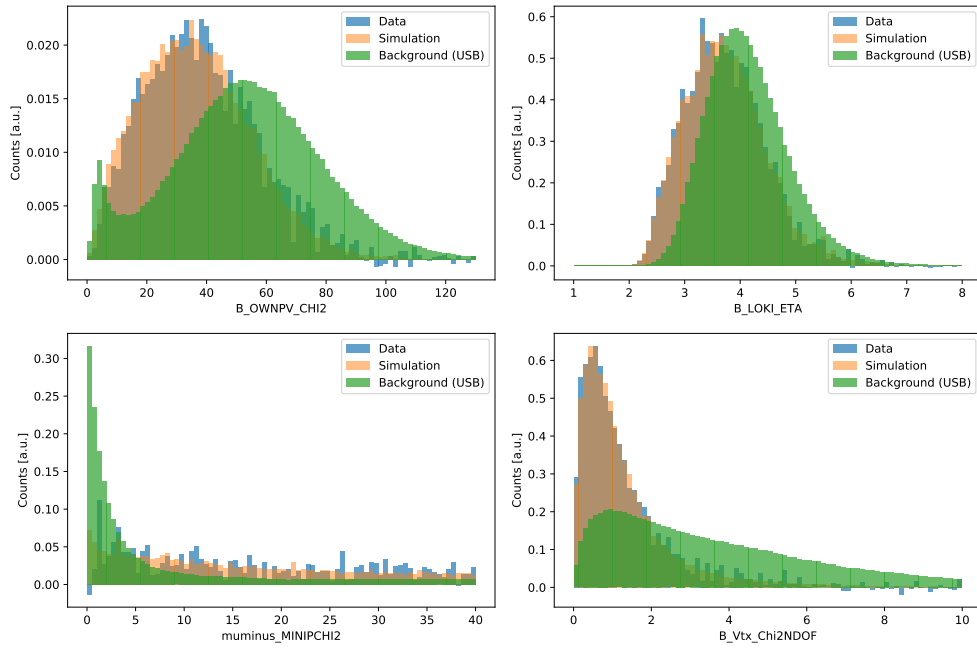 Counts [a.u.]
0.020
0.015
0.010
0.005
0.000
Data
Simulation
Background (USB)
0 20 40 60 80 100 120
B_OWNPV_CHI2
Counts [a.u.]
0.6
0.5
0.4
0.3
0.2
0.1
0.0
Data
Simulation
Background (USB)
1 2 3 4 5 6 7 8
B_LOKI_ETA
Counts [a.u.]
0.30
0.25
0.20
0.15
0.10
0.05
0.00
Data
Simulation
Background (USB)
0 5 10 15 20 25 30 35 40
muminus_MINIPCHI2
Counts [a.u.]
0.6
0.5
0.4
0.3
0.2
0.1
0.0
Data
Simulation
Background (USB)
0 2 4 6 8 10
B_Vtx_Chi2NDOF